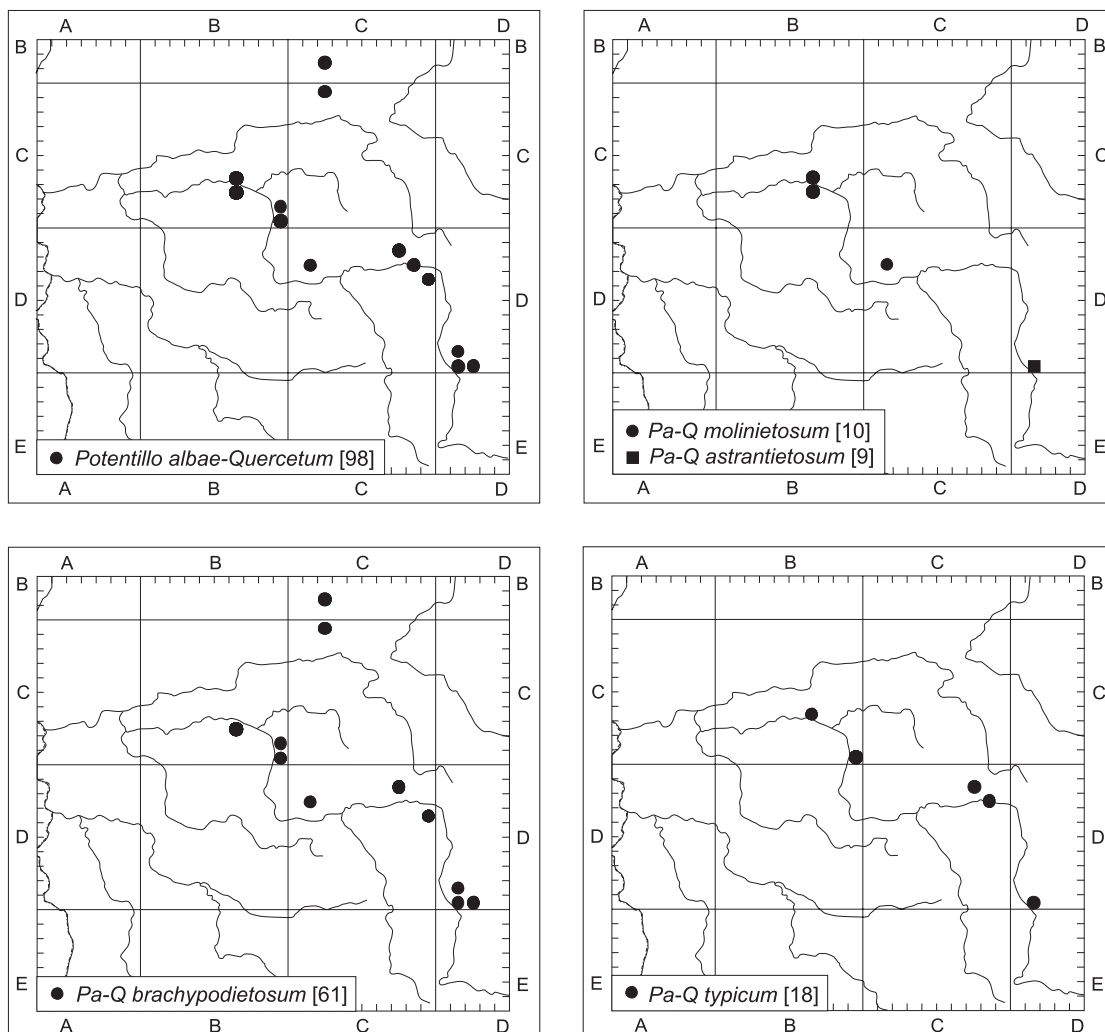 A B C D
B B
C C
D D
E E
● Potentillo albae-Quercetum [98]
A B C D
A B C D
B B
C C
D D
E E
● Pa-Q molinietosum [10]
■ Pa-Q astrantietosum [9]
A B C D
A B C D
B B
C C
D D
E E
● Pa-Q brachypodietosum [61]
A B C D
A B C D
B B
C C
D D
E E
● Pa-Q typicum [18]
A B C D